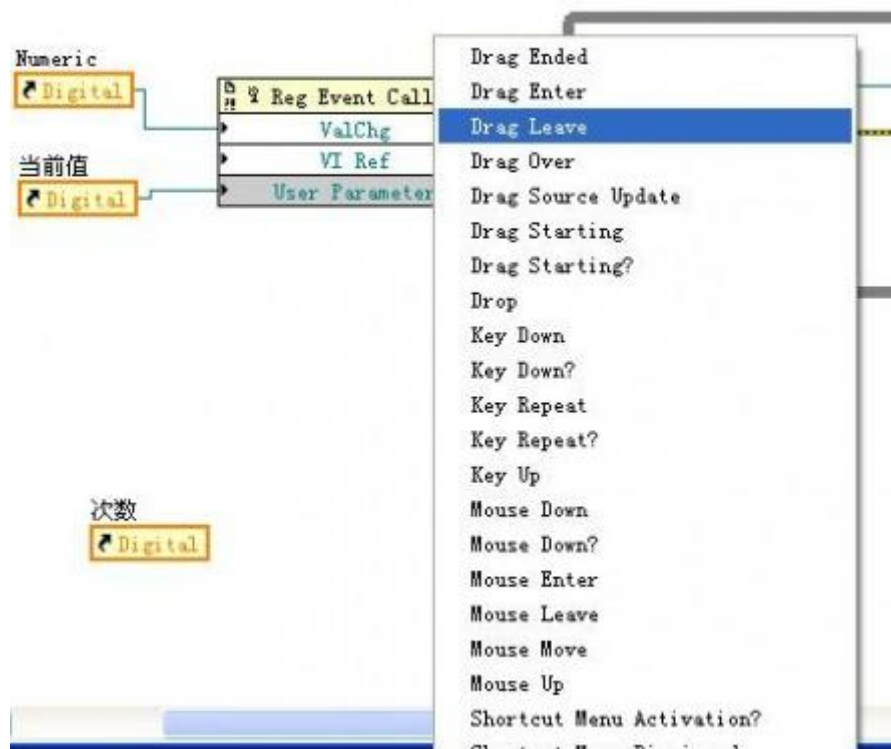 Numeric
Digital
Reg Event Call
ValChg
VI Ref
User Parameter
当前值
Digital
次数
Digital
Drag Ended
Drag Enter
Drag Leave
Drag Over
Drag Source Update
Drag Starting
Drag Starting?
Drop
Key Down
Key Down?
Key Repeat
Key Repeat?
Key Up
Mouse Down
Mouse Down?
Mouse Enter
Mouse Leave
Mouse Move
Mouse Up
Shortcut Menu Activation?